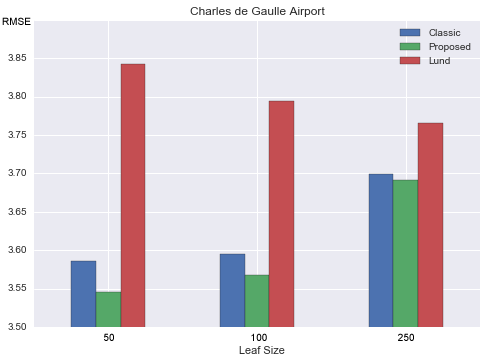 Charles de Gaulle Airport
RMSE
Classic
Proposed
Lund
3.85
3.80
3.75
3.70
3.65
3.60
3.55
3.50
50
100
250
Leaf Size